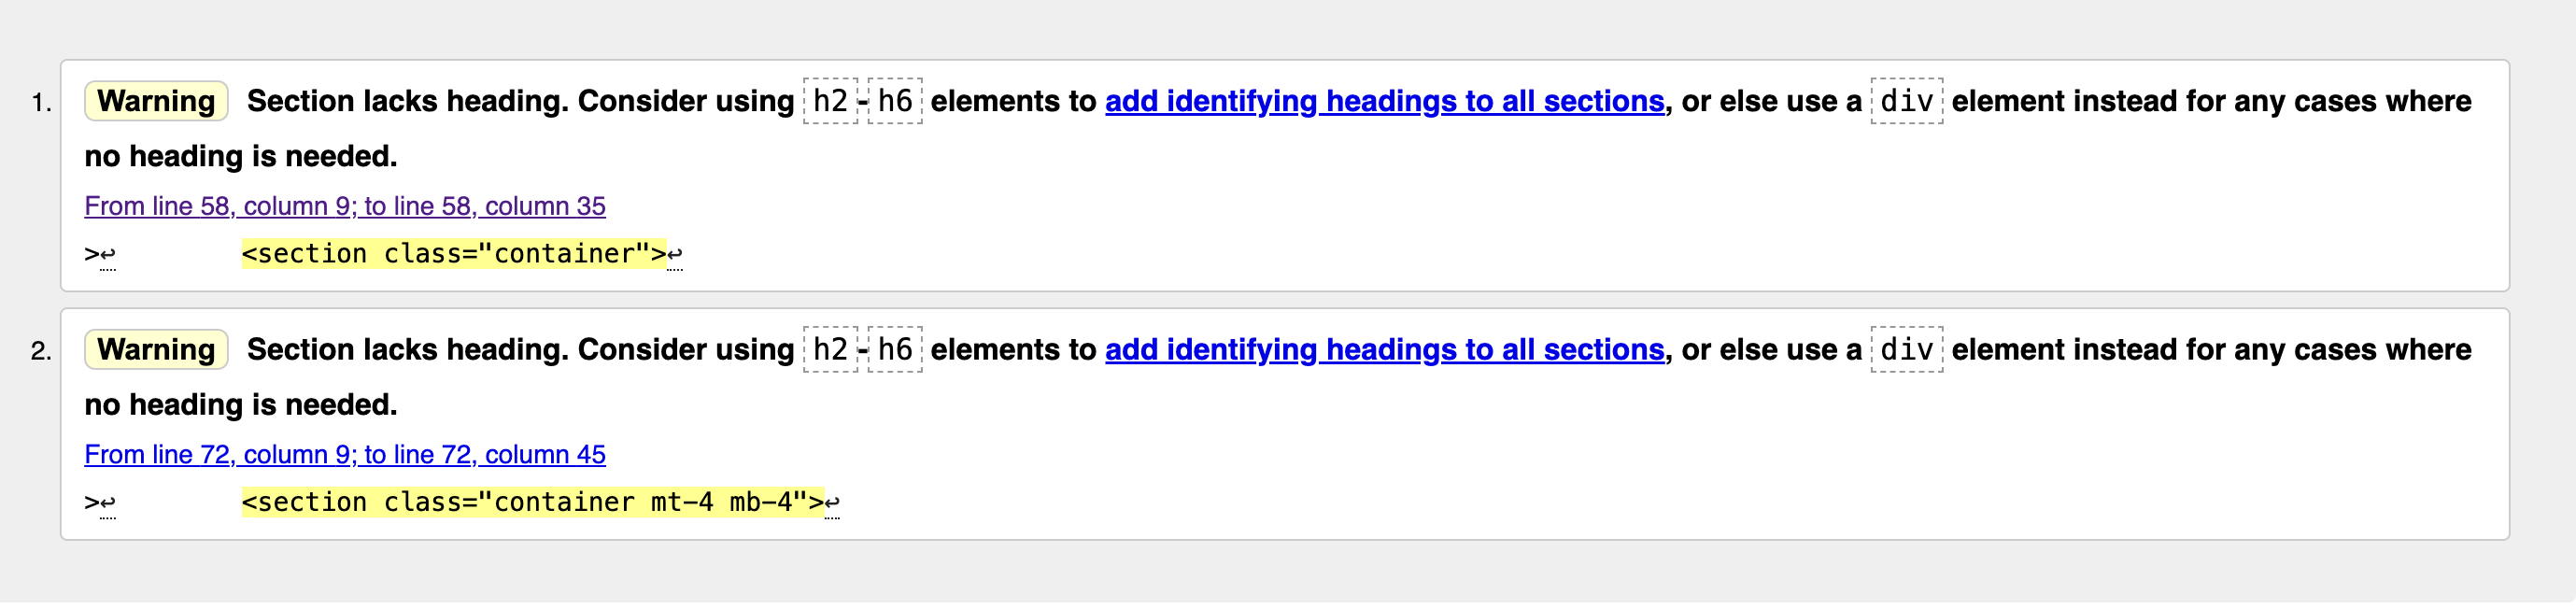 1. Warning Section lacks heading. Consider using h2-h6 elements to add identifying headings to all sections, or else use a div element instead for any cases where
no heading is needed.
From line 58, column 9; to line 58, column 35
>↩ <section class="container">↩
2. Warning Section lacks heading. Consider using h2-h6 elements to add identifying headings to all sections, or else use a div element instead for any cases where
no heading is needed.
From line 72, column 9; to line 72, column 45
>↩ <section class="container mt-4 mb-4">↩